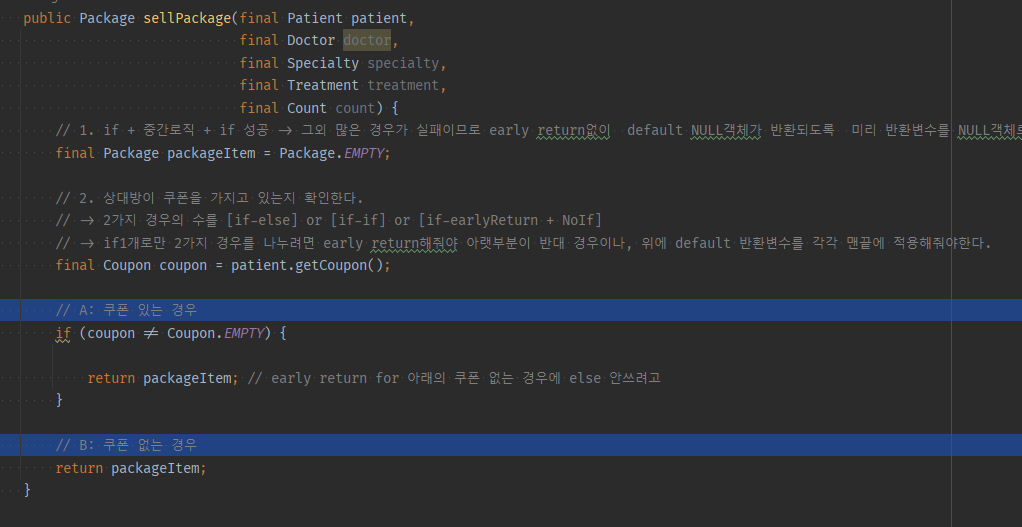 public Package sellPackage(final Patient patient,
final Doctor doctor,
final Specialty specialty,
final Treatment treatment,
final Count count) {
// 1. if + 중간로직 + if 성공 → 그외 많은 경우가 실패이므로 early return없이 default NULL객체가 반환되도록 미리 반환변수를 NULL객체로
final Package packageItem = Package.EMPTY;
// 2. 상대방이 쿠폰을 가지고 있는지 확인한다.
// → 2가지 경우의 수를 [if-else] or [if-if] or [if-earlyReturn + NoIf]
// → if1개로만 2가지 경우를 나누려면 early return해줘야 아랫부분이 반대 경우이나, 위에 default 반환변수를 각각 맨끝에 적용해줘야한다.
final Coupon coupon = patient.getCoupon();
// A: 쿠폰 있는 경우
if (coupon ≠ Coupon.EMPTY) {
return packageItem; // early return for 아래의 쿠폰 없는 경우에 else 안쓰려고
}
// B: 쿠폰 없는 경우
return packageItem;
}